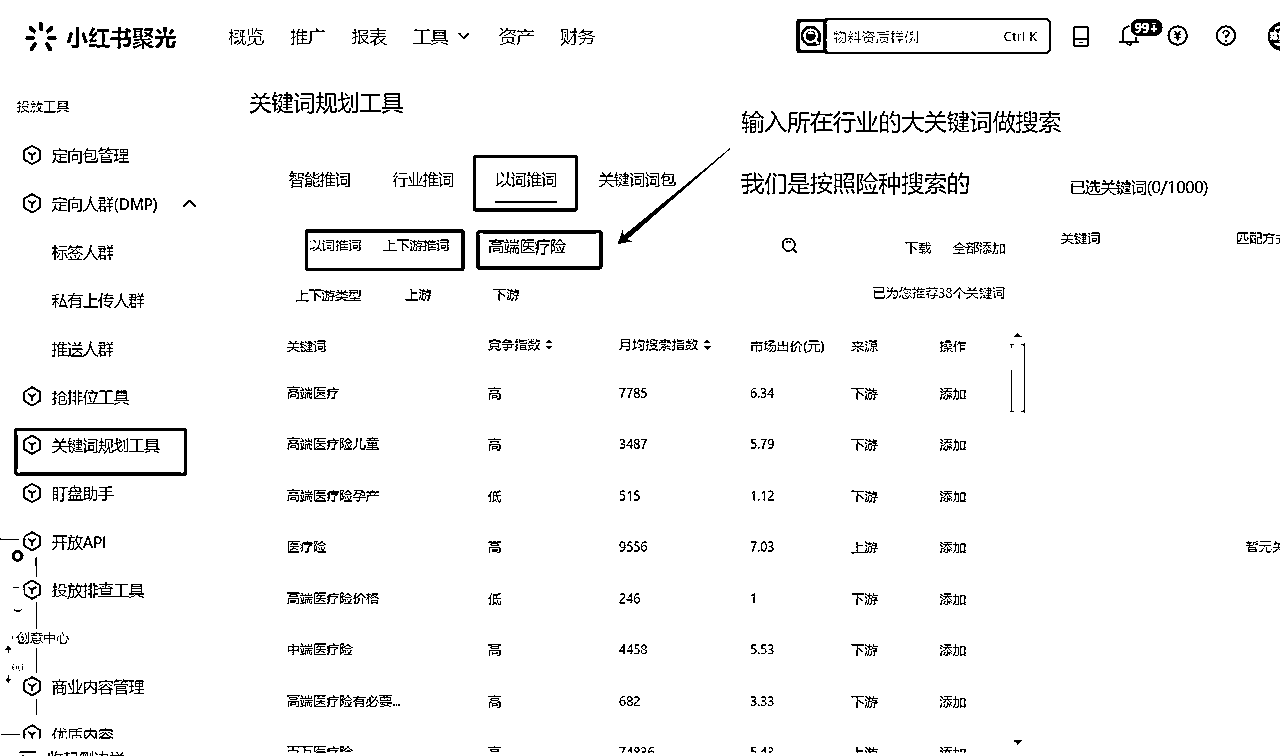 小红书聚光 概览 推广 报表 工具 资产 财务 物料资质样例 Ctrl K 99+
投放工具
关键词规划工具
输入所在行业的大关键词做搜索
定向包管理
智能推词 行业推词 以词推词 关键词词包
我们是按照险种搜索的
已选关键词(0/1000)
定向人群(DMP)
以词推词 上下游推词 高端医疗险
下载 全部添加
关键词 匹配方式
标签人群
上下游类型 上游 下游
已为您推荐38个关键词
私有上传人群
推送人群
关键词 竞争指数 月均搜索指数 市场出价(元) 来源 操作
抢排位工具
高端医疗 高 7785 6.34 下游 添加
关键词规划工具
高端医疗险儿童 高 3487 5.79 下游 添加
盯盘助手
高端医疗险孕产 低 515 1.12 下游 添加
开放API
医疗险 高 9556 7.03 上游 添加
暂无关
投放排查工具
高端医疗险价格 低 246 1 下游 添加
创意中心
中端医疗险 高 4458 5.53 下游 添加
商业内容管理
高端医疗险有必要... 高 682 3.33 下游 添加
优质内容
百万医疗险 高 74836 5.43 上游 添加